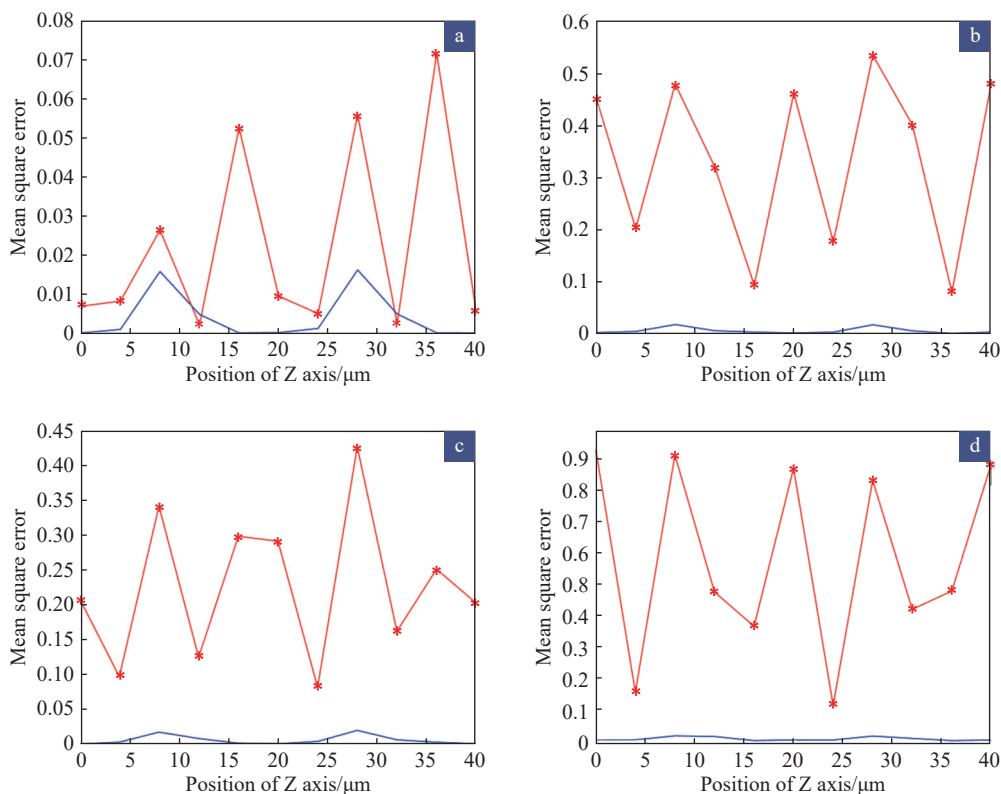 a
Mean square error
0.08
0.07
0.06
0.05
0.04
0.03
0.02
0.01
0
0 5 10 15 20 25 30 35 40
Position of Z axis/μm
b
Mean square error
0.6
0.5
0.4
0.3
0.2
0.1
0
0 5 10 15 20 25 30 35 40
Position of Z axis/μm
c
Mean square error
0.45
0.40
0.35
0.30
0.25
0.20
0.15
0.10
0.05
0
0 5 10 15 20 25 30 35 40
Position of Z axis/μm
d
Mean square error
0.9
0.8
0.6
0.8
0.4
0.3
0.2
0.1
0
0 5 10 15 20 25 30 35 40
Position of Z axis/μm